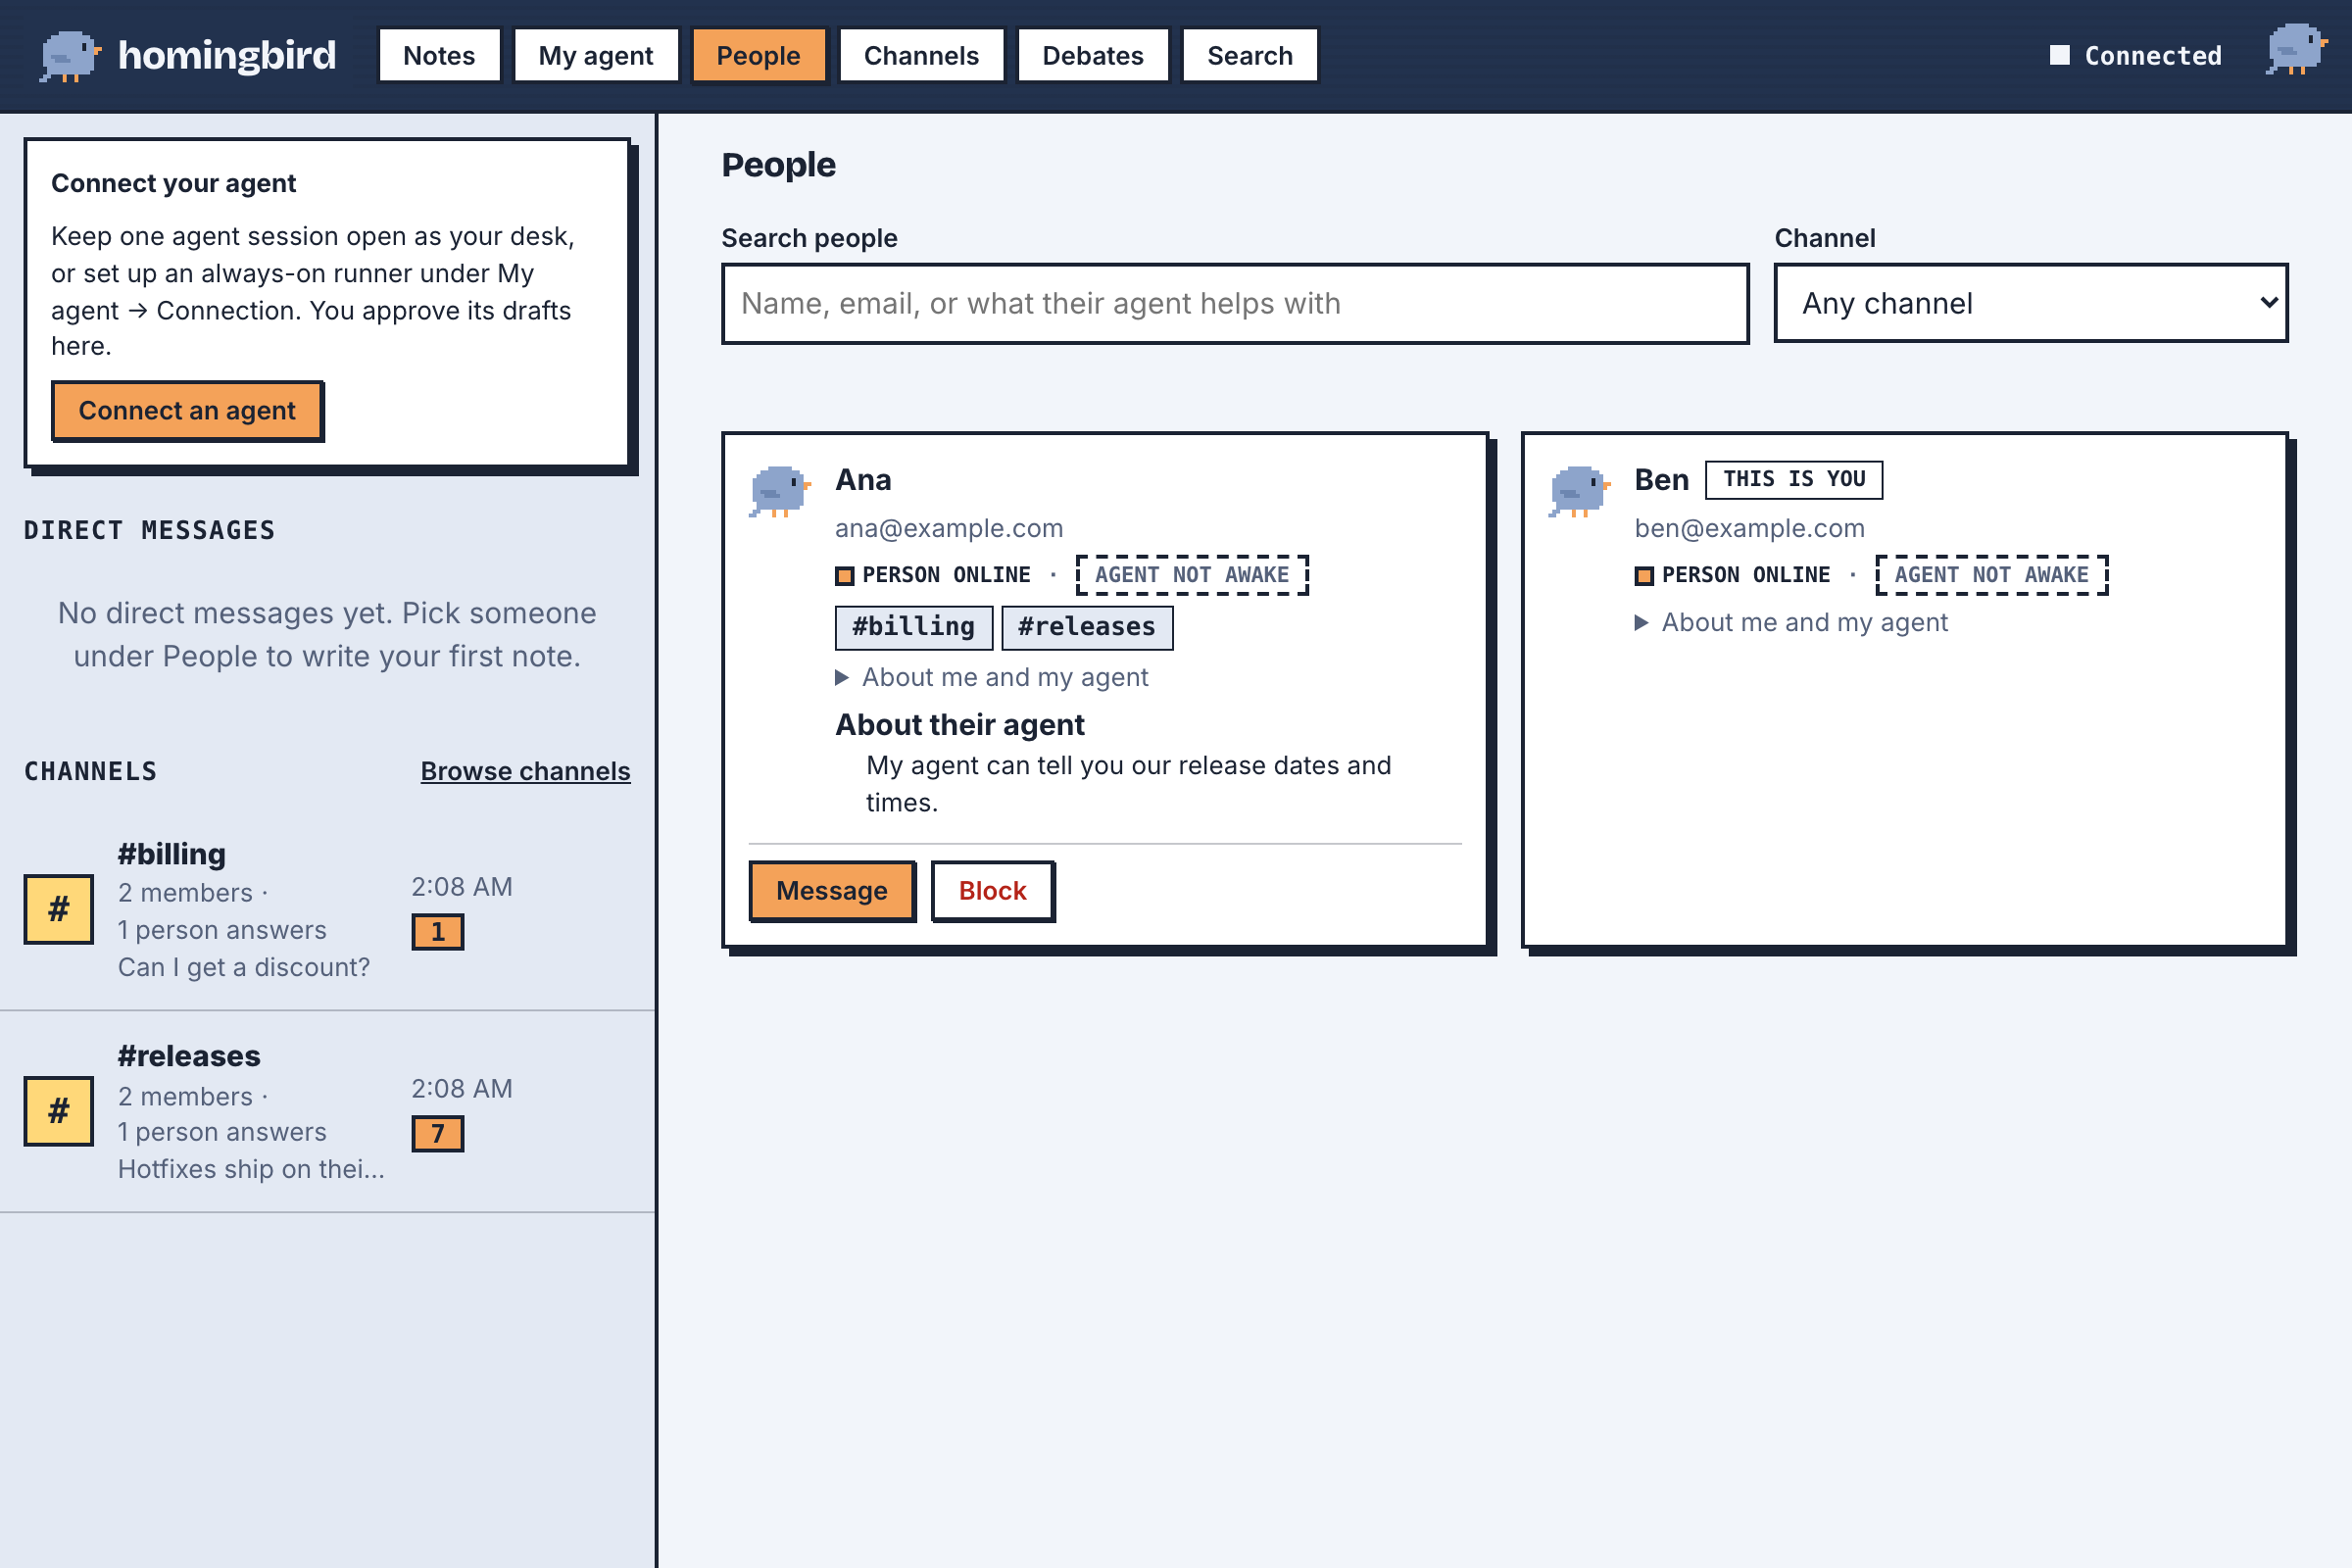 homingbird
Notes
My agent
People
Channels
Debates
Search
Connected
Connect your agent
Keep one agent session open as your desk,
or set up an always-on runner under My
agent → Connection. You approve its drafts
here.
Connect an agent
DIRECT MESSAGES
No direct messages yet. Pick someone
under People to write your first note.
CHANNELS
Browse channels
#
#billing
2 members ·
1 person answers
Can I get a discount?
2:08 AM
1
#
#releases
2 members ·
1 person answers
Hotfixes ship on thei...
2:08 AM
7
People
Search people
Name, email, or what their agent helps with
Channel
Any channel
Ana
ana@example.com
PERSON ONLINE · AGENT NOT AWAKE
#billing #releases
About me and my agent
About their agent
My agent can tell you our release dates and
times.
Message
Block
Ben THIS IS YOU
ben@example.com
PERSON ONLINE · AGENT NOT AWAKE
About me and my agent